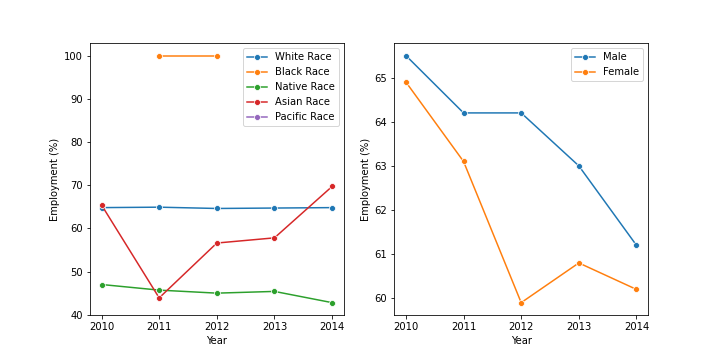 100
90
80
70
60
50
40
Employment (%)
2010
2011
2012
2013
2014
Year
White Race
Black Race
Native Race
Asian Race
Pacific Race
65
64
63
62
61
60
Employment (%)
2010
2011
2012
2013
2014
Year
Male
Female